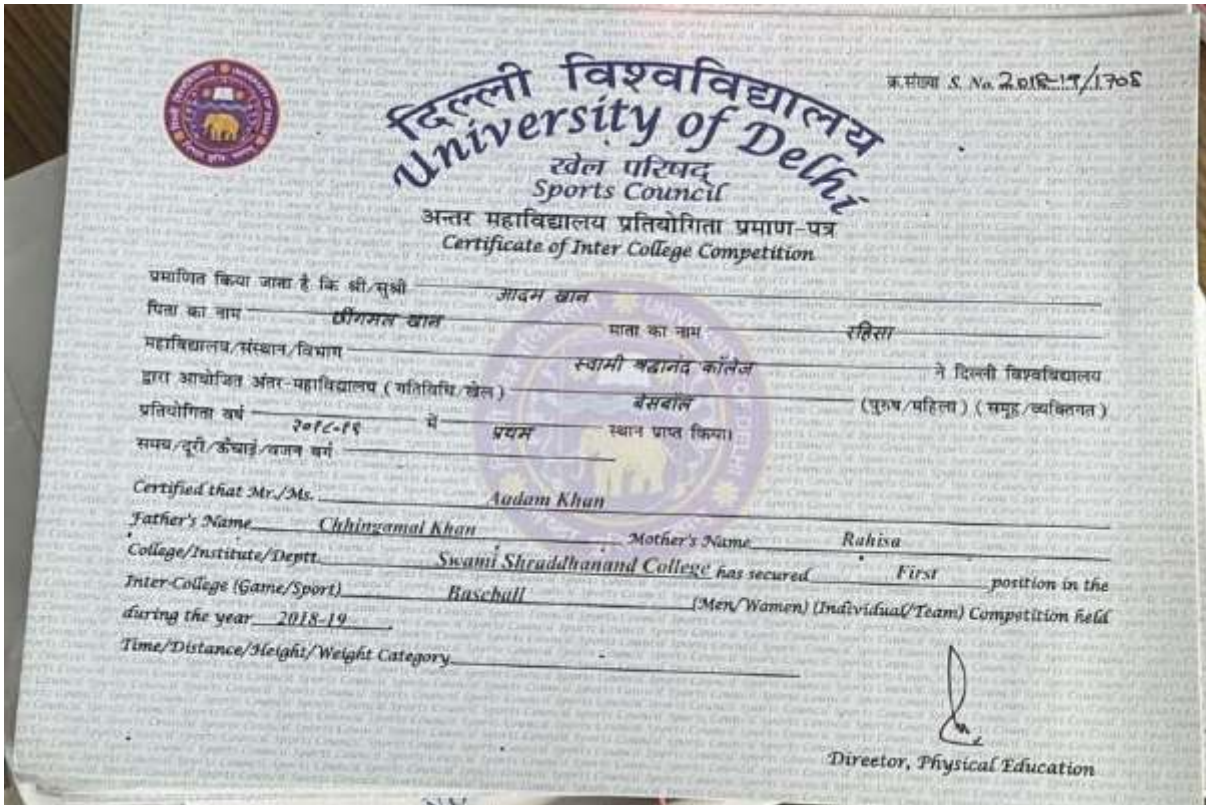 क्र.संख्या S. No. 2018-19/1708
दिल्ली विश्वविद्यालय
University of Delhi
खेल परिषद्
Sports Council
अन्तर महाविद्यालय प्रतियोगिता प्रमाण-पत्र
Certificate of Inter College Competition
प्रमाणित किया जाता है कि श्री/सुश्री आदम खान
पिता का नाम छींगमल खान माता का नाम रहिसा
महाविद्यालय/संस्थान/विभाग स्वामी श्रद्धानंद कॉलेज ने दिल्ली विश्वविद्यालय
द्वारा आयोजित अंतर-महाविद्यालय (गतिविधि/खेल) बेसबॉल (पुरुष/महिला) (समूह/व्यक्तिगत)
प्रतियोगिता वर्ष २०१८-१९ में प्रथम स्थान प्राप्त किया।
समय/दूरी/ऊँचाई/वजन वर्ग
Certified that Mr./Ms. Aadam Khan
Father's Name Chhingamal Khan Mother's Name Rahisa
College/Institute/Deptt. Swami Shraddhanand College has secured First position in the
Inter-College (Game/Sport) Baseball (Men/Women) (Individual/Team) Competition held
during the year 2018-19.
Time/Distance/Height/Weight Category
Director, Physical Education